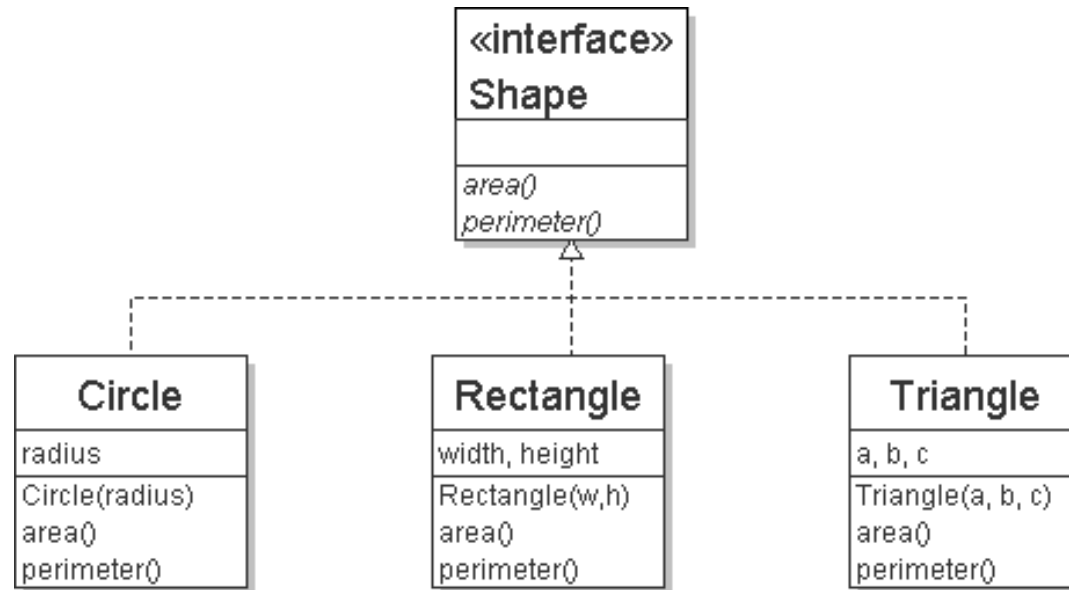 «interface»
Shape
area()
perimeter()
Circle
radius
Circle(radius)
area()
perimeter()
Rectangle
width, height
Rectangle(w,h)
area()
perimeter()
Triangle
a, b, c
Triangle(a, b, c)
area()
perimeter()